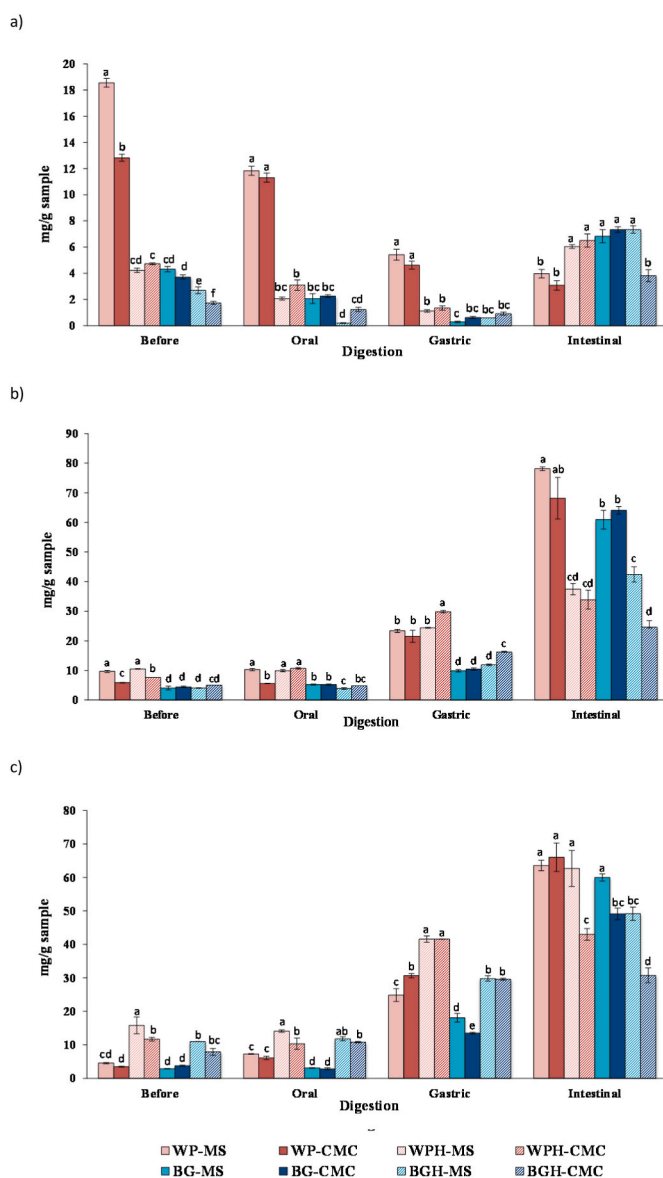 a)
20
18
16
14
12
10
8
6
4
2
0
mg/g sample
a b cd c cd d e f
a a bc b bc bc d cd
a a b b c bc bc bc
b b a a a a a b
Before Oral Gastric Intestinal
Digestion
b)
90
80
70
60
50
40
30
20
10
0
mg/g sample
a c a b d d d cd
a b a a b b c bc
b b b a d d d c
a ab cd cd b b c d
Before Oral Gastric Intestinal
Digestion
c)
80
70
60
50
40
30
20
10
0
mg/g sample
cd d a b d d b bc
c c a b d d ab b
c b a a d e b b
a a a c a bc bc d
Before Oral Gastric Intestinal
Digestion
WP-MS WP-CMC WPH-MS WPH-CMC
BG-MS BG-CMC BGH-MS BGH-CMC